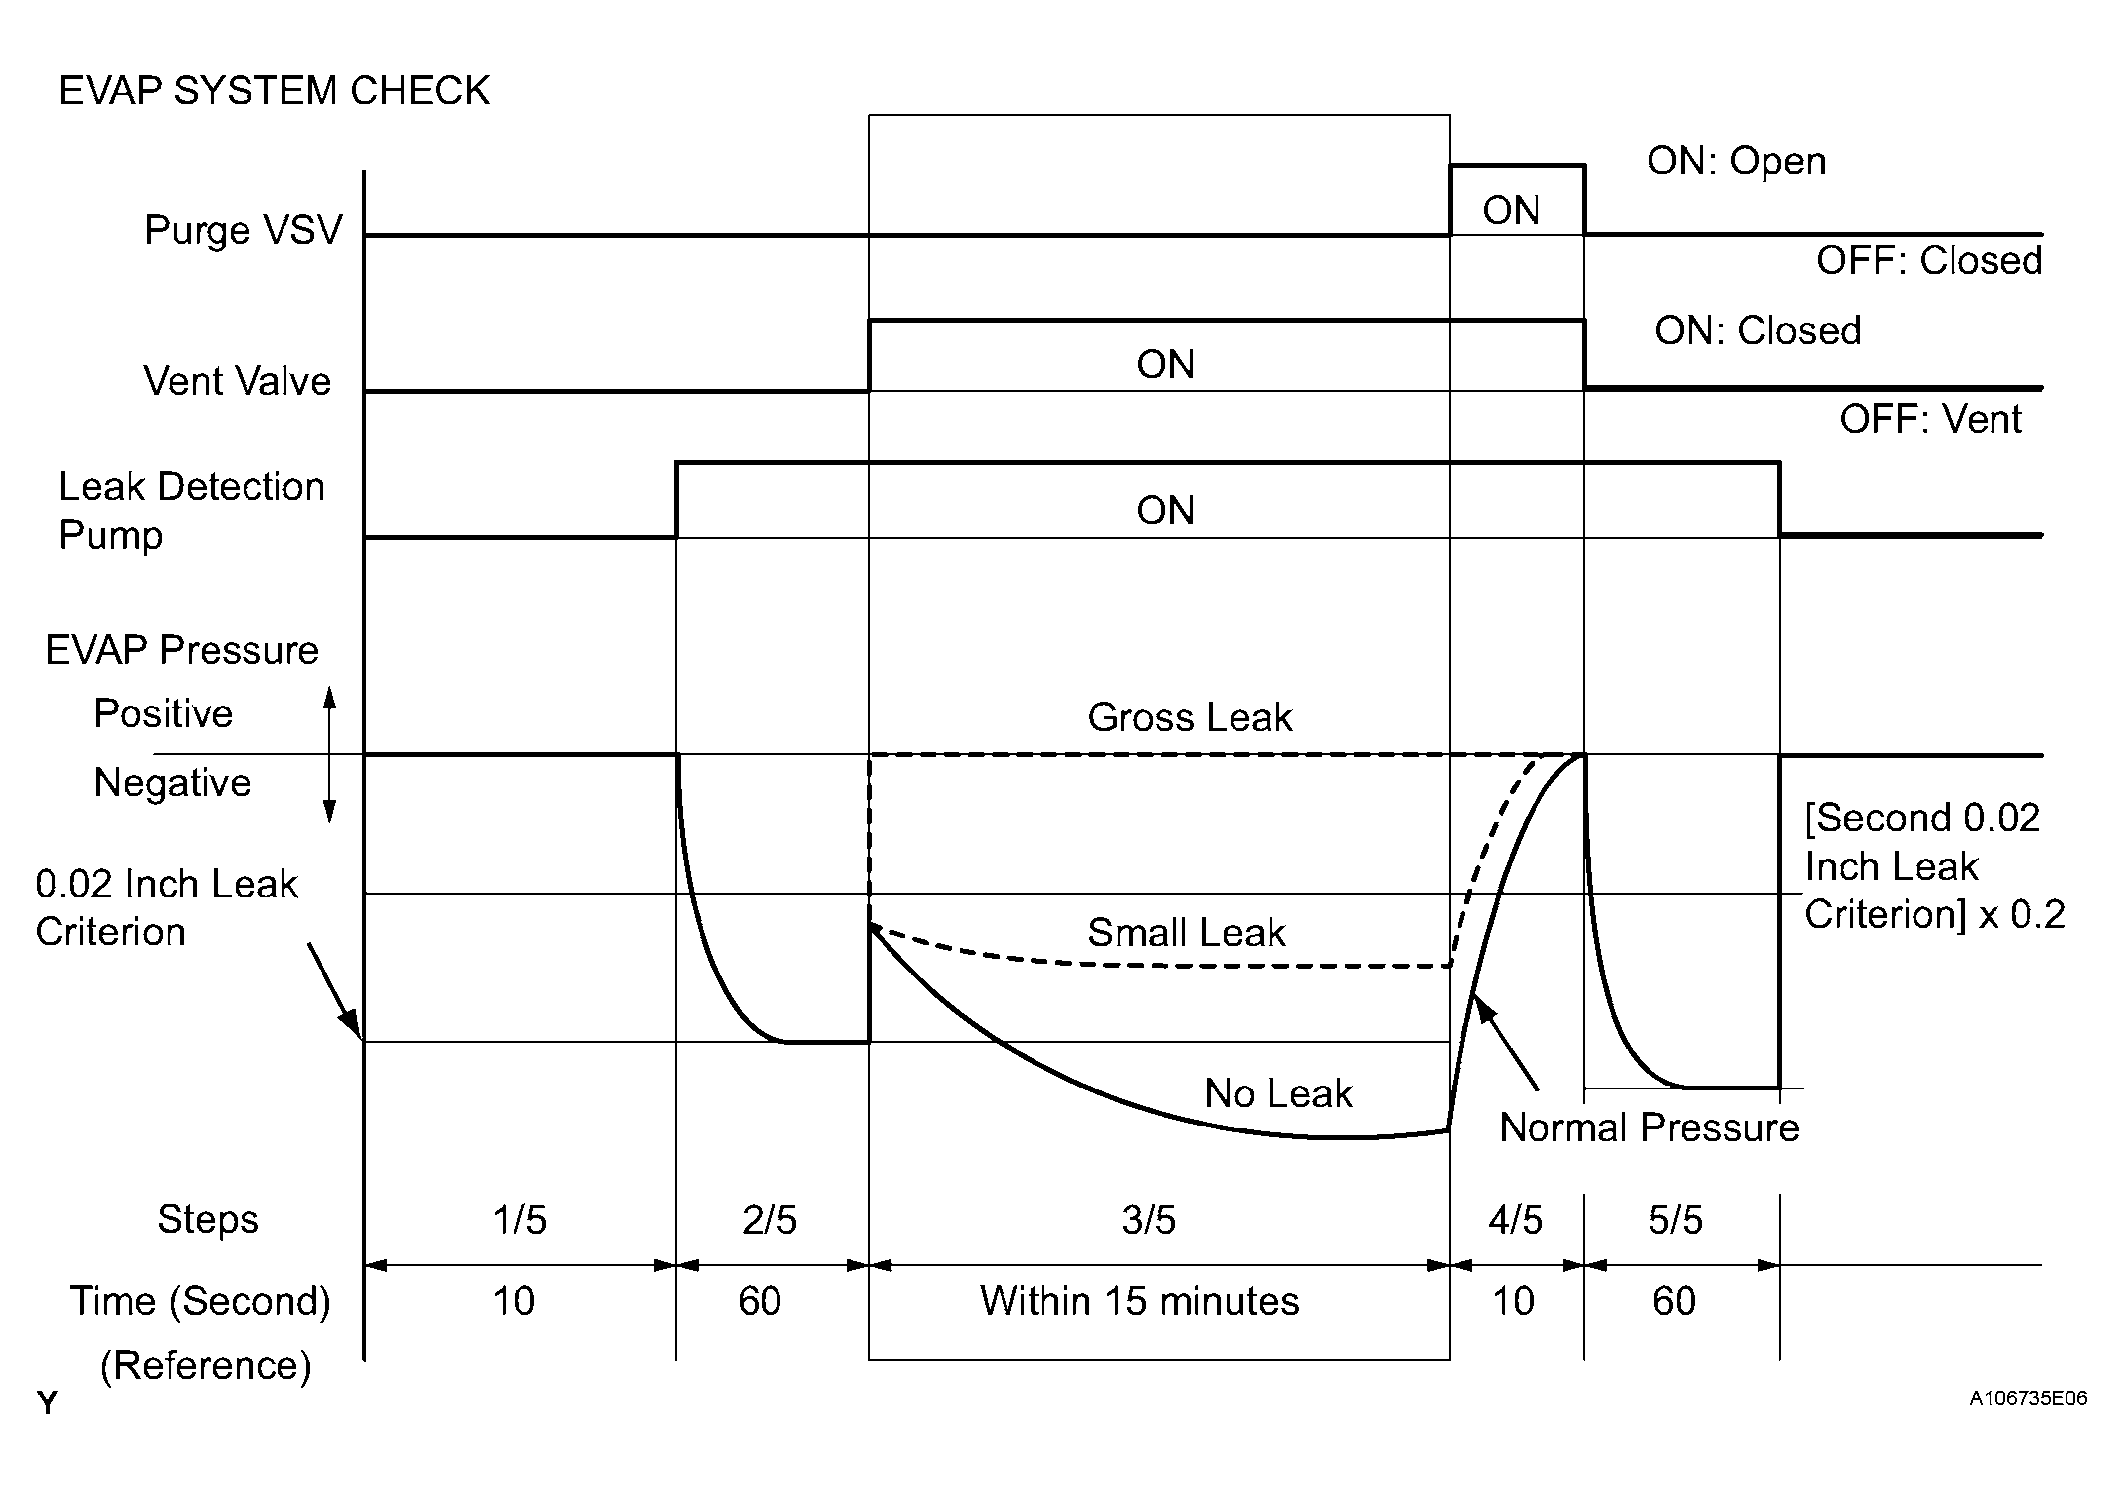 EVAP SYSTEM CHECK
ON: Open
ON
Purge VSV
OFF: Closed
ON: Closed
ON
Vent Valve
OFF: Vent
Leak Detection
Pump
ON
EVAP Pressure
Positive
Negative
Gross Leak
[Second 0.02
Inch Leak
Criterion] x 0.2
0.02 Inch Leak
Criterion
Small Leak
No Leak
Normal Pressure
Steps 1/5 2/5 3/5 4/5 5/5
Time (Second) 10 60 Within 15 minutes 10 60
(Reference)
Y
A106735E06